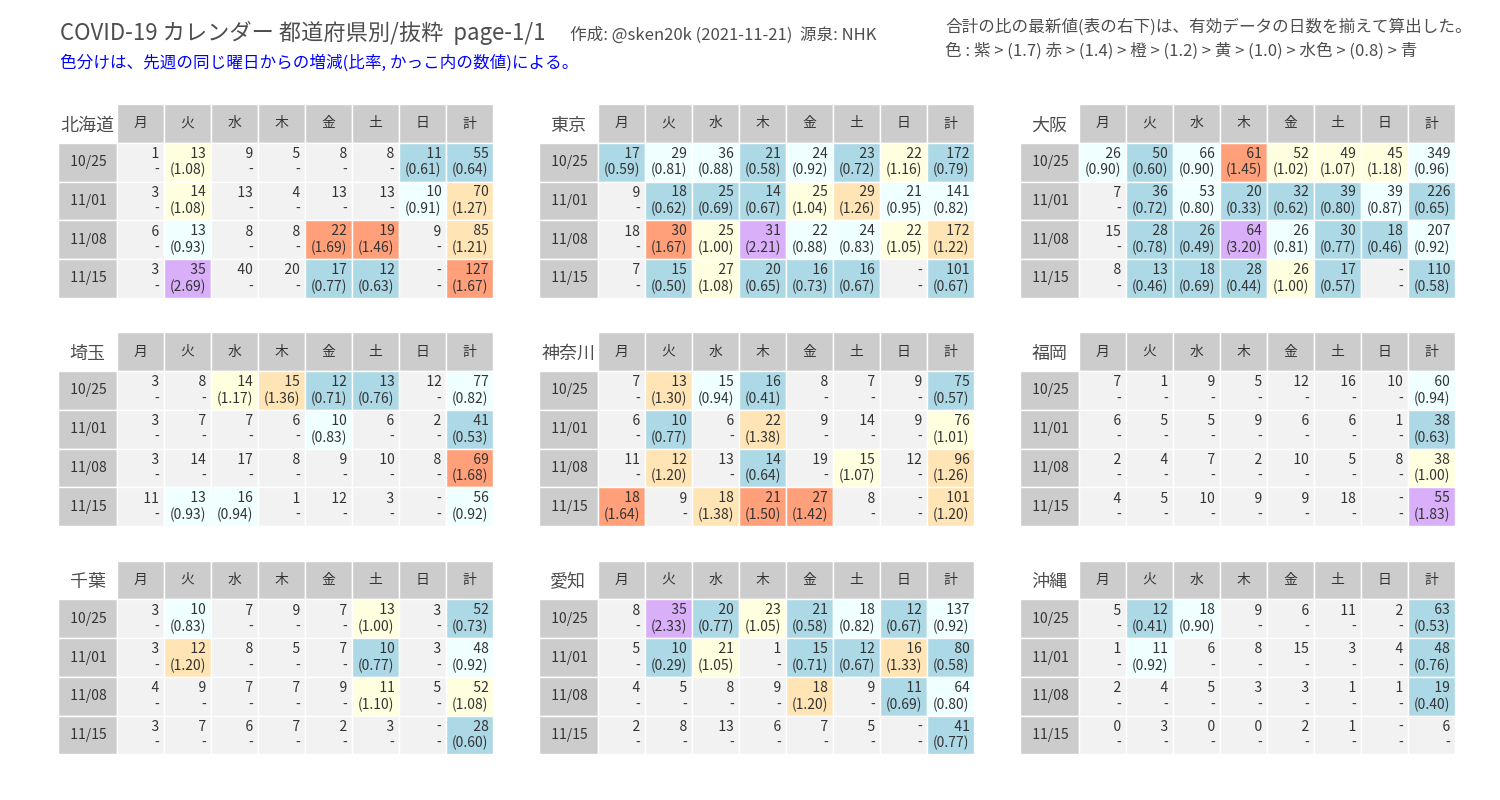 COVID-19 カレンダー 都道府県別/抜粋 page-1/1 作成: @sken20k (2021-11-21) 源泉: NHK
色分けは、先週の同じ曜日からの増減(比率, かっこ内の数値)による。
合計の比の最新値(表の右下)は、有効データの日数を揃えて算出した。
色 : 紫 > (1.7) 赤 > (1.4) > 橙 > (1.2) > 黄 > (1.0) > 水色 > (0.8) > 青
北海道 月 火 水 木 金 土 日 計
10/25 1 13 9 5 8 8 11 55
- (1.08) - - - - (0.61) (0.64)
11/01 3 14 13 4 13 13 10 70
- (1.08) - - - - (0.91) (1.27)
11/08 6 13 8 8 22 19 9 85
- (0.93) - - (1.69) (1.46) - (1.21)
11/15 3 35 40 20 17 12 - 127
- (2.69) - - (0.77) (0.63) - (1.67)
東京 月 火 水 木 金 土 日 計
10/25 17 29 36 21 24 23 22 172
(0.59) (0.81) (0.88) (0.58) (0.92) (0.72) (1.16) (0.79)
11/01 9 18 25 14 25 29 21 141
- (0.62) (0.69) (0.67) (1.04) (1.26) (0.95) (0.82)
11/08 18 30 25 31 22 24 22 172
- (1.67) (1.00) (2.21) (0.88) (0.83) (1.05) (1.22)
11/15 7 15 27 20 16 16 - 101
- (0.50) (1.08) (0.65) (0.73) (0.67) - (0.67)
大阪 月 火 水 木 金 土 日 計
10/25 26 50 66 61 52 49 45 349
(0.90) (0.60) (0.90) (1.45) (1.02) (1.07) (1.18) (0.96)
11/01 7 36 53 20 32 39 39 226
- (0.72) (0.80) (0.33) (0.62) (0.80) (0.87) (0.65)
11/08 15 28 26 64 26 30 18 207
- (0.78) (0.49) (3.20) (0.81) (0.77) (0.46) (0.92)
11/15 8 13 18 28 26 17 - 110
- (0.46) (0.69) (0.44) (1.00) (0.57) - (0.58)
埼玉 月 火 水 木 金 土 日 計
10/25 3 8 14 15 12 13 12 77
- - (1.17) (1.36) (0.71) (0.76) - (0.82)
11/01 3 7 7 6 10 6 2 41
- - - - (0.83) - - (0.53)
11/08 3 14 17 8 9 10 8 69
- - - - - - - (1.68)
11/15 11 13 16 1 12 3 - 56
- (0.93) (0.94) - - - - (0.92)
神奈川 月 火 水 木 金 土 日 計
10/25 7 13 15 16 8 7 9 75
- (1.30) (0.94) (0.41) - - - (0.57)
11/01 6 10 6 22 9 14 9 76
- (0.77) - (1.38) - - - (1.01)
11/08 11 12 13 14 19 15 12 96
- (1.20) - (0.64) - (1.07) - (1.26)
11/15 18 9 18 21 27 8 - 101
(1.64) - (1.38) (1.50) (1.42) - - (1.20)
福岡 月 火 水 木 金 土 日 計
10/25 7 1 9 5 12 16 10 60
- - - - - - - (0.94)
11/01 6 5 5 9 6 6 1 38
- - - - - - - (0.63)
11/08 2 4 7 2 10 5 8 38
- - - - - - - (1.00)
11/15 4 5 10 9 9 18 - 55
- - - - - - - (1.83)
千葉 月 火 水 木 金 土 日 計
10/25 3 10 7 9 7 13 3 52
- (0.83) - - - (1.00) - (0.73)
11/01 3 12 8 5 7 10 3 48
- (1.20) - - - (0.77) - (0.92)
11/08 4 9 7 7 9 11 5 52
- - - - - (1.10) - (1.08)
11/15 3 7 6 7 2 3 - 28
- - - - - - - (0.60)
愛知 月 火 水 木 金 土 日 計
10/25 8 35 20 23 21 18 12 137
- (2.33) (0.77) (1.05) (0.58) (0.82) (0.67) (0.92)
11/01 5 10 21 1 15 12 16 80
- (0.29) (1.05) - (0.71) (0.67) (1.33) (0.58)
11/08 4 5 8 9 18 9 11 64
- - - - (1.20) - (0.69) (0.80)
11/15 2 8 13 6 7 5 - 41
- - - - - - - (0.77)
沖縄 月 火 水 木 金 土 日 計
10/25 5 12 18 9 6 11 2 63
- (0.41) (0.90) - - - - (0.53)
11/01 1 11 6 8 15 3 4 48
- (0.92) - - - - - (0.76)
11/08 2 4 5 3 3 1 1 19
- - - - - - - (0.40)
11/15 0 3 0 0 2 1 - 6
- - - - - - - -